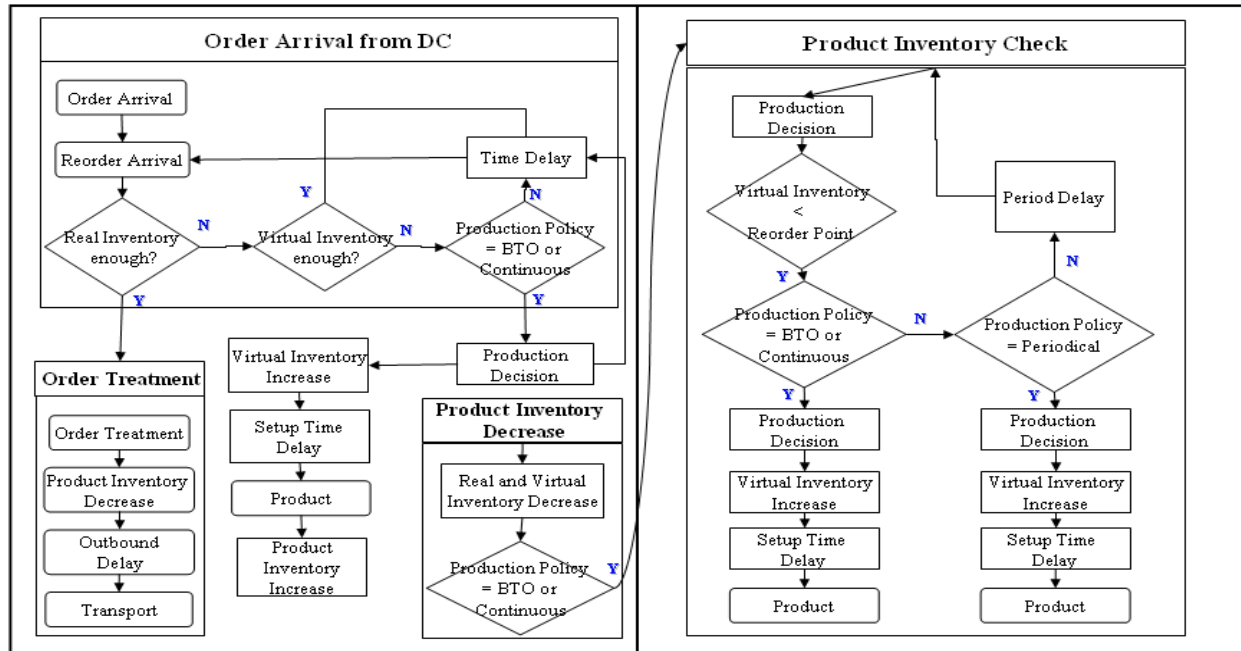 Order Arrival from DC
Order Arrival
Reorder Arrival
Time Delay
Y
N
Real Inventory
enough?
N
Virtual Inventory
enough?
N
Production Policy
= BTO or
Continuous
Y
Y
Order Treatment
Order Treatment
Product Inventory
Decrease
Outbound
Delay
Transport
Virtual Inventory
Increase
Setup Time
Delay
Product
Product
Inventory
Increase
Production
Decision
Product Inventory
Decrease
Real and Virtual
Inventory Decrease
Production Policy
= BTO or
Continuous
Y
Product Inventory Check
Production
Decision
Virtual Inventory
<
Reorder Point
Y
Production Policy
= BTO or
Continuous
N
Y
Production
Decision
Virtual Inventory
Increase
Setup Time
Delay
Product
Period Delay
N
Production Policy
= Periodical
Y
Production
Decision
Virtual Inventory
Increase
Setup Time
Delay
Product